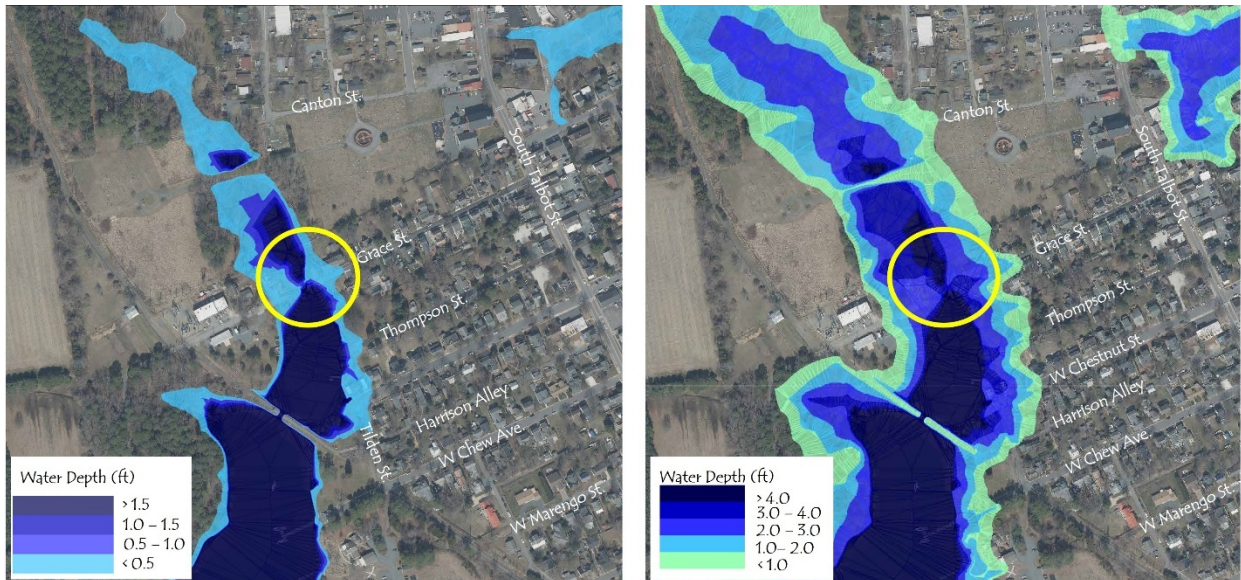 Canton St.
South Talbot St.
Grace St.
Thompson St.
Harrison Alley
Tilden St.
W Chew Ave.
W Marengo St.
Water Depth (ft)
> 1.5
1.0 – 1.5
0.5 – 1.0
< 0.5
Canton St.
South Talbot St.
Grace St.
Thompson St.
W Chestnut St.
Harrison Alley
W Chew Ave.
W Marengo St.
Water Depth (ft)
> 4.0
3.0 – 4.0
2.0 – 3.0
1.0 – 2.0
< 1.0